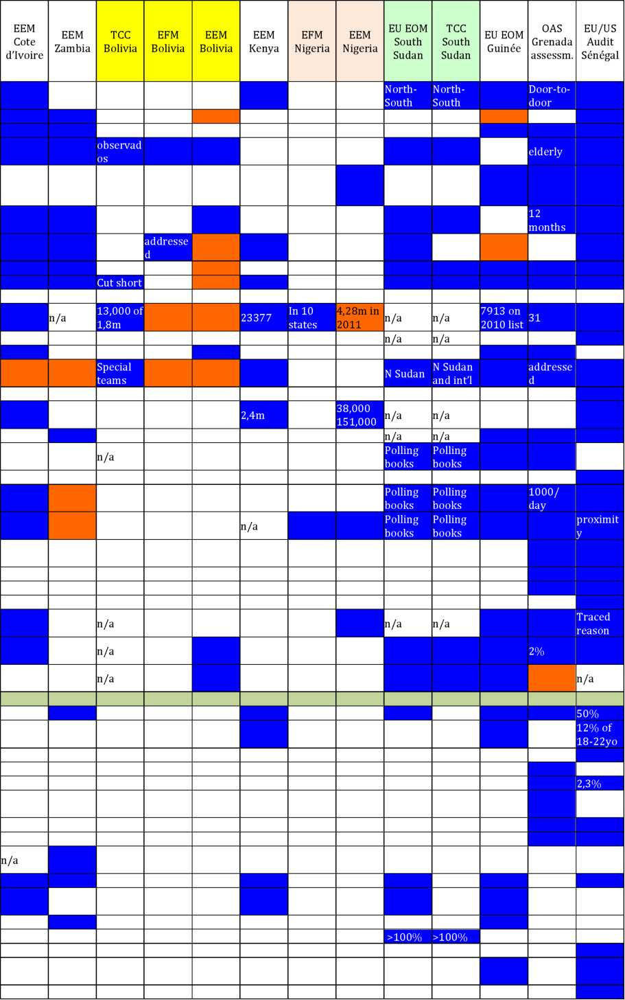 EEM Cote d'Ivoire
EEM Zambia
TCC Bolivia
EFM Bolivia
EEM Bolivia
EEM Kenya
EFM Nigeria
EEM Nigeria
EU EOM South Sudan
TCC South Sudan
EU EOM Guinée
OAS Grenada assessm.
EU/US Audit Sénégal
North-South
North-South
Door-to-door
observados
elderly
12 months
addressed
Cut short
n/a
13,000 of 1,8m
23377
In 10 states
4,28m in 2011
n/a
n/a
7913 on 2010 list
31
n/a
n/a
Special teams
N Sudan
N Sudan and int'l
addressed
2,4m
38,000 151,000
n/a
n/a
n/a
n/a
n/a
Polling books
Polling books
Polling books
Polling books
1000/day
n/a
Polling books
Polling books
proximity
n/a
n/a
n/a
Traced reason
n/a
2%
n/a
n/a
50%
12% of 18-22yo
2,3%
n/a
>100%
>100%